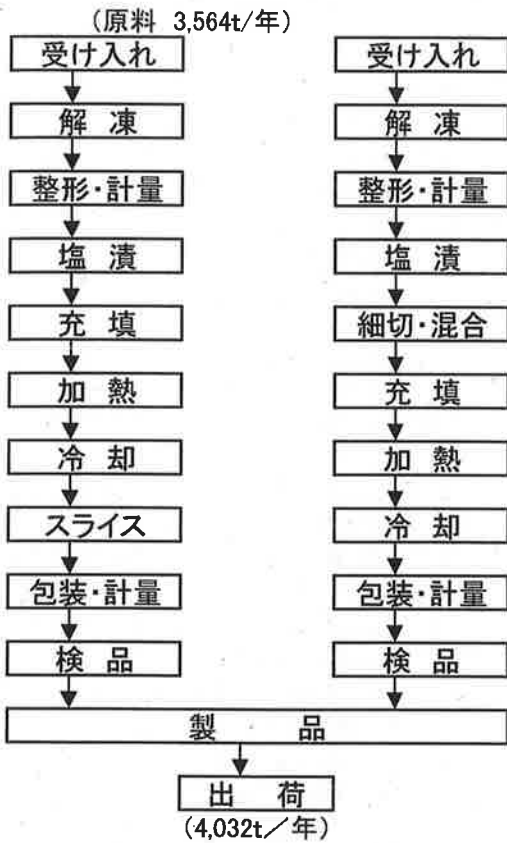 (原料 3,564t/年)
受け入れ
解 凍
整形・計量
塩 漬
充 填
加 熱
冷 却
スライス
包装・計量
検 品
受け入れ
解 凍
整形・計量
塩 漬
細切・混合
充 填
加 熱
冷 却
包装・計量
検 品
製 品
出 荷
(4,032t/年)